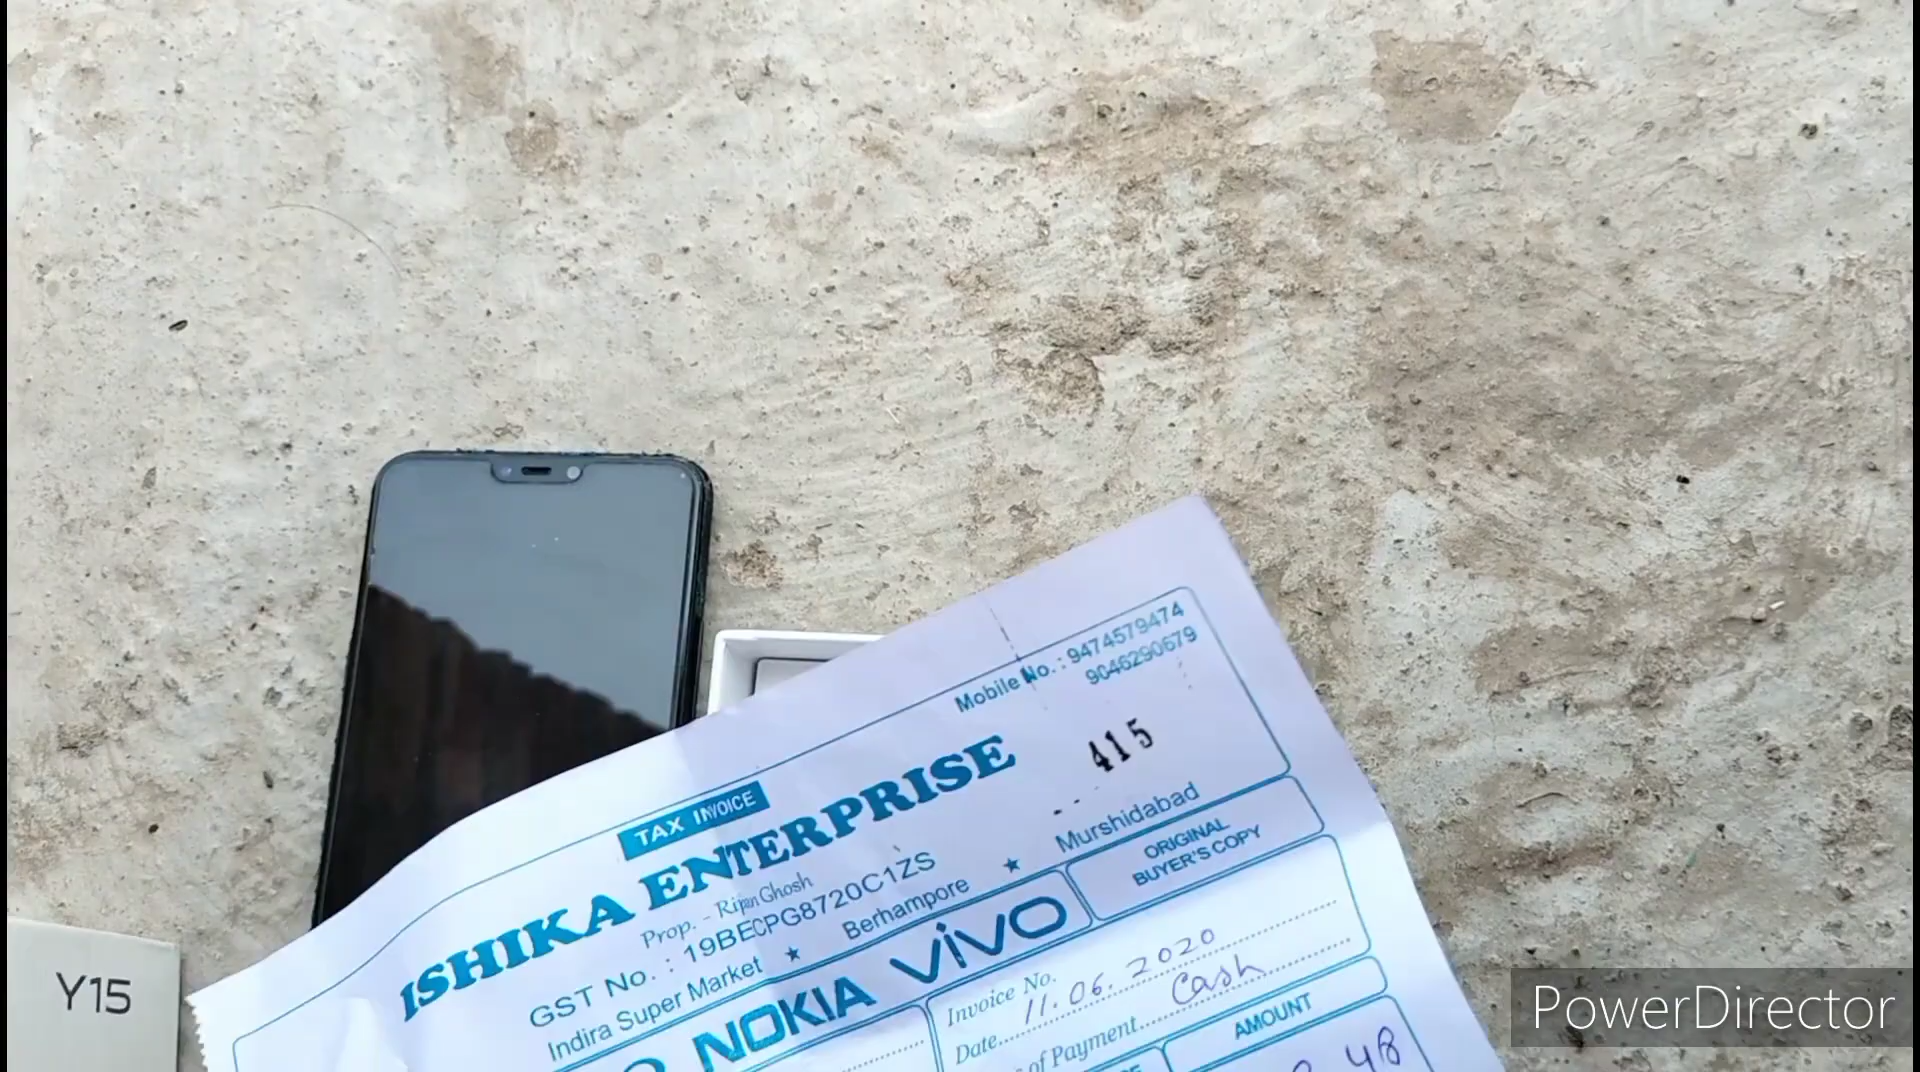 Mobile No. : 9474579474
9046290679
TAX INVOICE
415
ISHIKA ENTERPRISE
Prop. - Ripan Ghosh
GST No. : 19BECPG8720C1ZS
Indira Super Market ★ Berhampore ★ Murshidabad
NOKIA vivo
ORIGINAL
BUYER'S COPY
Invoice No.
Date 11.06.2020
of Payment Cash
AMOUNT
48
Y15
PowerDirector